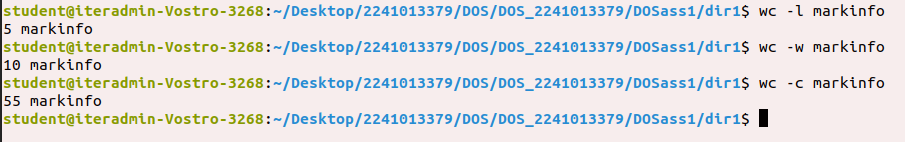 student@iteradmin-Vostro-3268:~/Desktop/2241013379/DOS/DOS_2241013379/DOSass1/dir1$ wc -l markinfo
5 markinfo
student@iteradmin-Vostro-3268:~/Desktop/2241013379/DOS/DOS_2241013379/DOSass1/dir1$ wc -w markinfo
10 markinfo
student@iteradmin-Vostro-3268:~/Desktop/2241013379/DOS/DOS_2241013379/DOSass1/dir1$ wc -c markinfo
55 markinfo
student@iteradmin-Vostro-3268:~/Desktop/2241013379/DOS/DOS_2241013379/DOSass1/dir1$